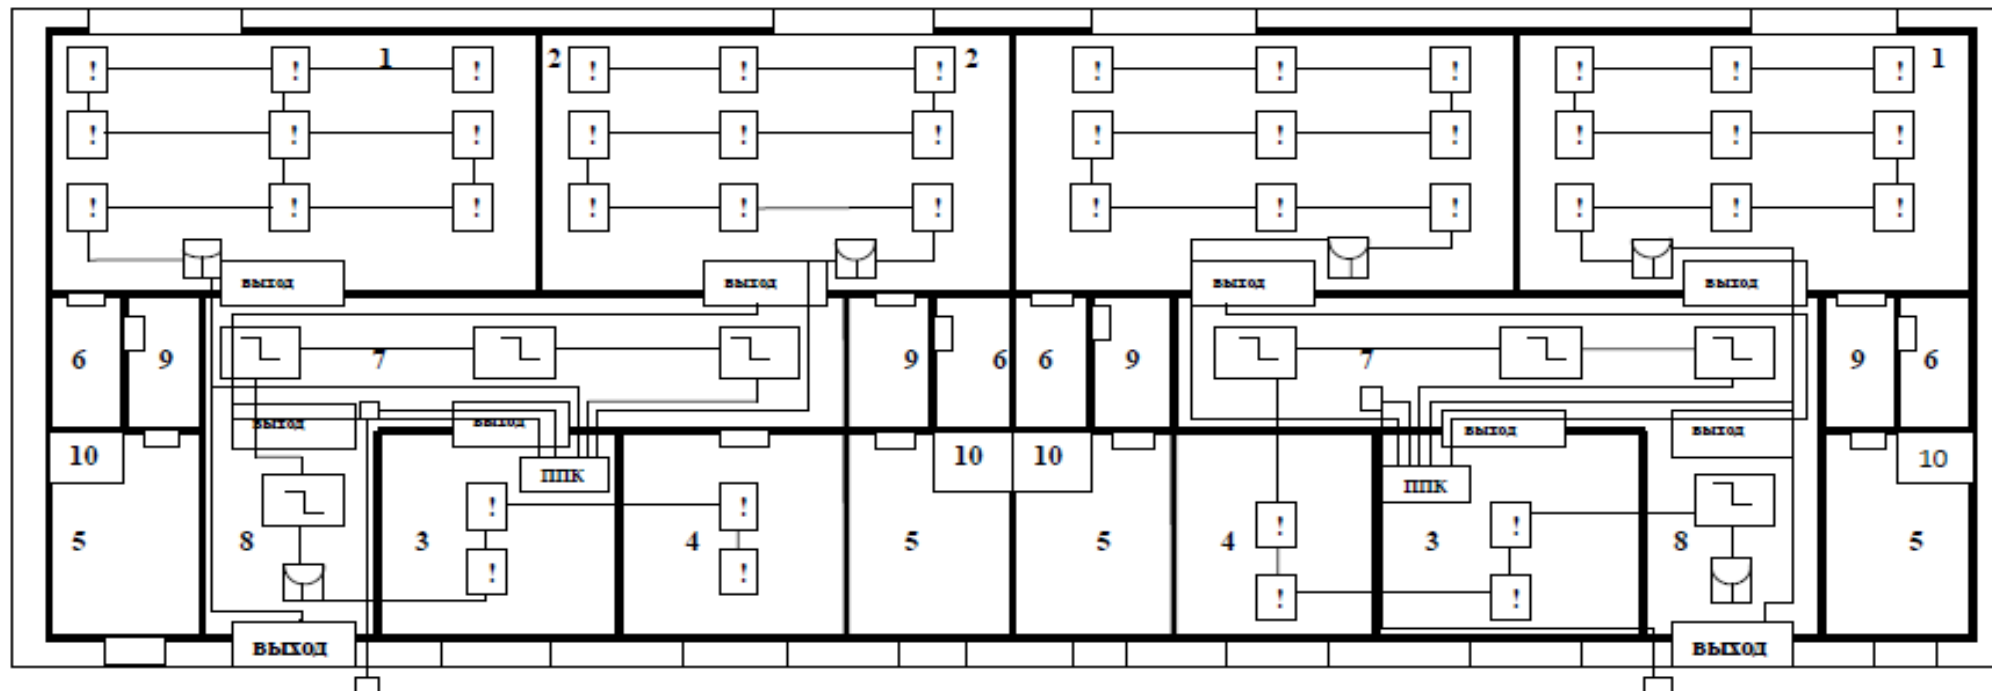 ! ! ! 1 2 ! ! ! 2 ! ! ! ! ! ! 1
! ! ! ! ! ! ! ! ! ! ! !
! ! ! ! ! ! ! ! ! ! ! !
выход выход выход выход
6 9 7 9 6 6 9 7 9 6
выход выход выход выход
10 ППК 10 10 ППК 10
! ! ! !
5 8 3 4 5 5 4 3 8 5
! ! ! !
выход выход